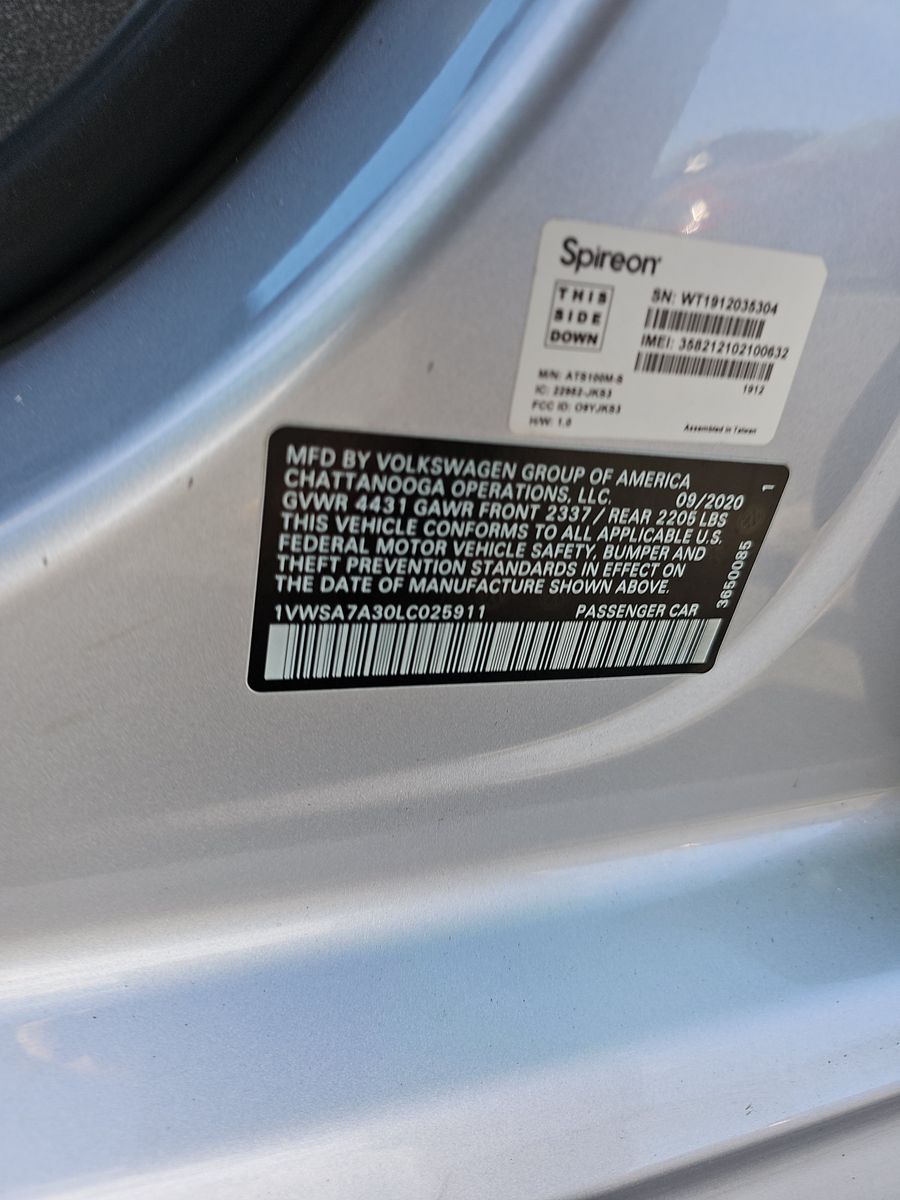 Spireon
THIS
SIDE
DOWN
SN: WT1912035304
IMEI: 358212102100632
1912
M/N: ATS100M-S
IC: 22982-JK53
FCC ID: O9YJK53
H/W: 1.0
Assembled in Taiwan
MFD BY VOLKSWAGEN GROUP OF AMERICA
CHATTANOOGA OPERATIONS, LLC. 09/2020 1
GVWR 4431 GAWR FRONT 2337 / REAR 2205 LBS
THIS VEHICLE CONFORMS TO ALL APPLICABLE U.S.
FEDERAL MOTOR VEHICLE SAFETY, BUMPER AND
THEFT PREVENTION STANDARDS IN EFFECT ON
THE DATE OF MANUFACTURE SHOWN ABOVE.
1VWSA7A30LC025911 PASSENGER CAR
3650085